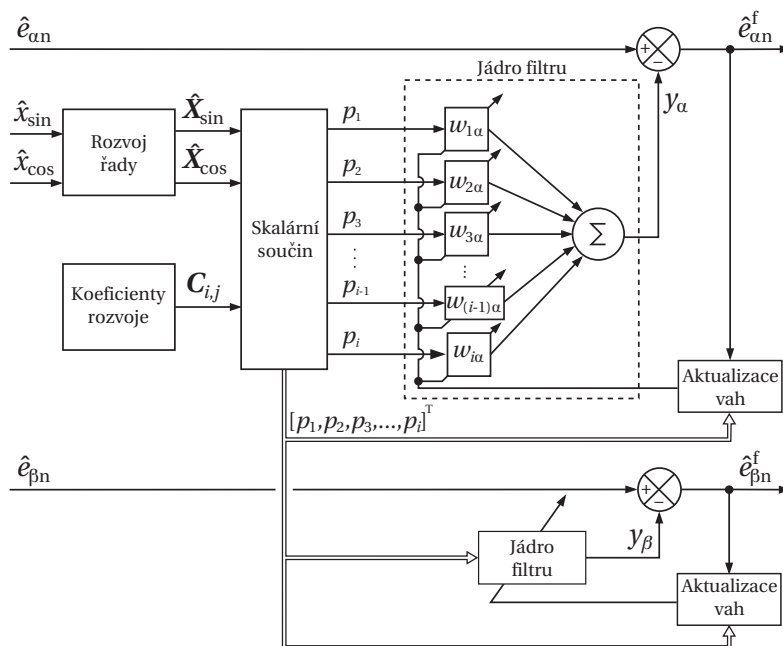 ê_αn
+
−
ê^f_αn
Jádro filtru
y_α
x̂_sin
x̂_cos
Rozvoj
řady
X̂_sin
X̂_cos
Skalární
součin
p_1
p_2
p_3
p_i-1
p_i
w_1α
w_2α
w_3α
w_(i-1)α
w_iα
Σ
Koeficienty
rozvoje
C_i,j
Aktualizace
vah
[p_1,p_2,p_3,...,p_i]^T
ê_βn
+
−
ê^f_βn
Jádro
filtru
y_β
Aktualizace
vah